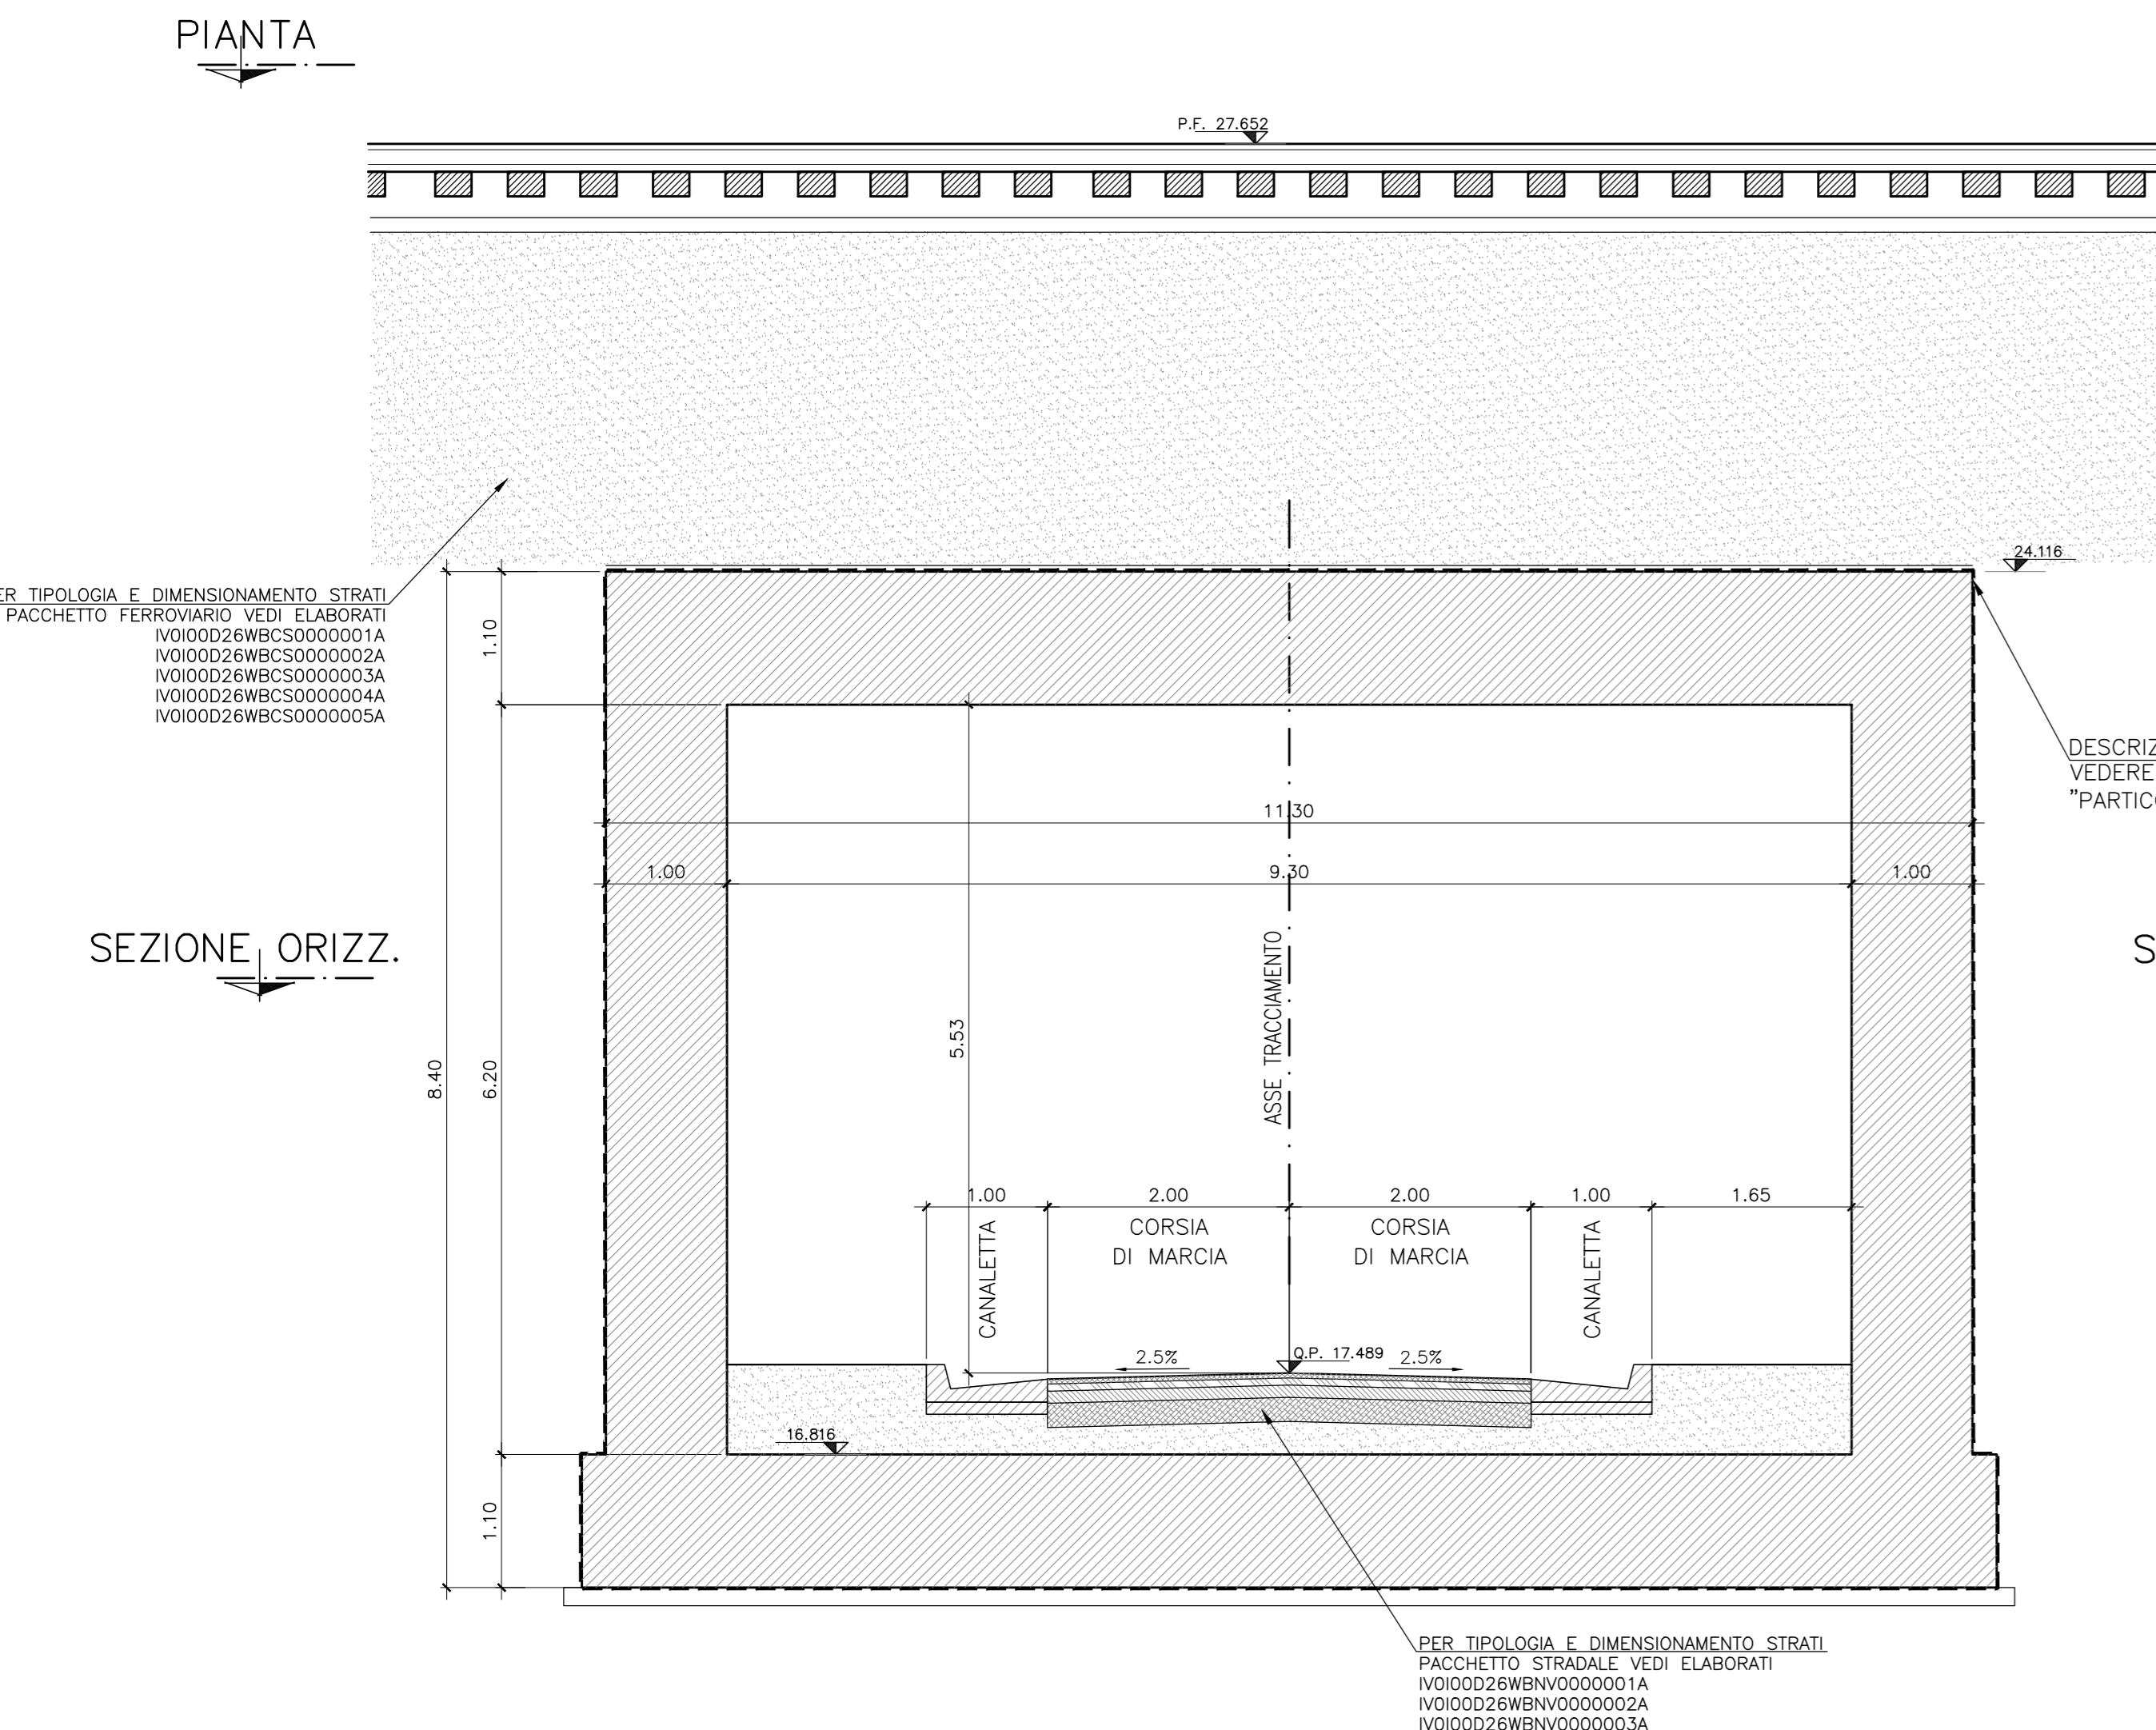 PIANTA
P.F. 27.652
24.116
TIPOLOGIA E DIMENSIONAMENTO STRATI
PACCHETTO FERROVIARIO VEDI ELABORATI
IV0I00D26WBCS0000001A
IV0I00D26WBCS0000002A
IV0I00D26WBCS0000003A
IV0I00D26WBCS0000004A
IV0I00D26WBCS0000005A
1.10
VEDERE
11.30
1.00
9.30
1.00
SEZIONE ORIZZ.
ASSE TRACCIAMENTO
5.53
8.40
6.20
1.00
2.00
2.00
1.00
1.65
CANALETTA
CORSIA
DI MARCIA
CORSIA
DI MARCIA
CANALETTA
2.5%
Q.P. 17.489
2.5%
16.816
1.10
PER TIPOLOGIA E DIMENSIONAMENTO STRATI
PACCHETTO STRADALE VEDI ELABORATI
IV0I00D26WBNV0000001A
IV0I00D26WBNV0000002A
IV0I00D26WBNV0000003A